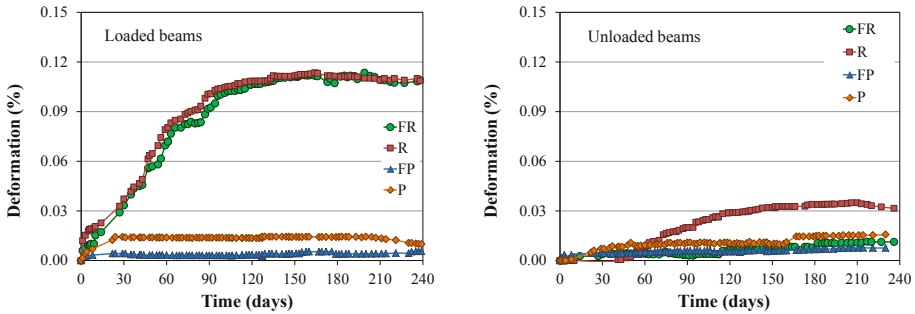 0.15
0.12
0.09
0.06
0.03
0.00
Deformation (%)
Loaded beams
FR
R
FP
P
0 30 60 90 120 150 180 210 240
Time (days)
0.15
0.12
0.09
0.06
0.03
0.00
Deformation (%)
Unloaded beams
FR
R
FP
P
0 30 60 90 120 150 180 210 240
Time (days)